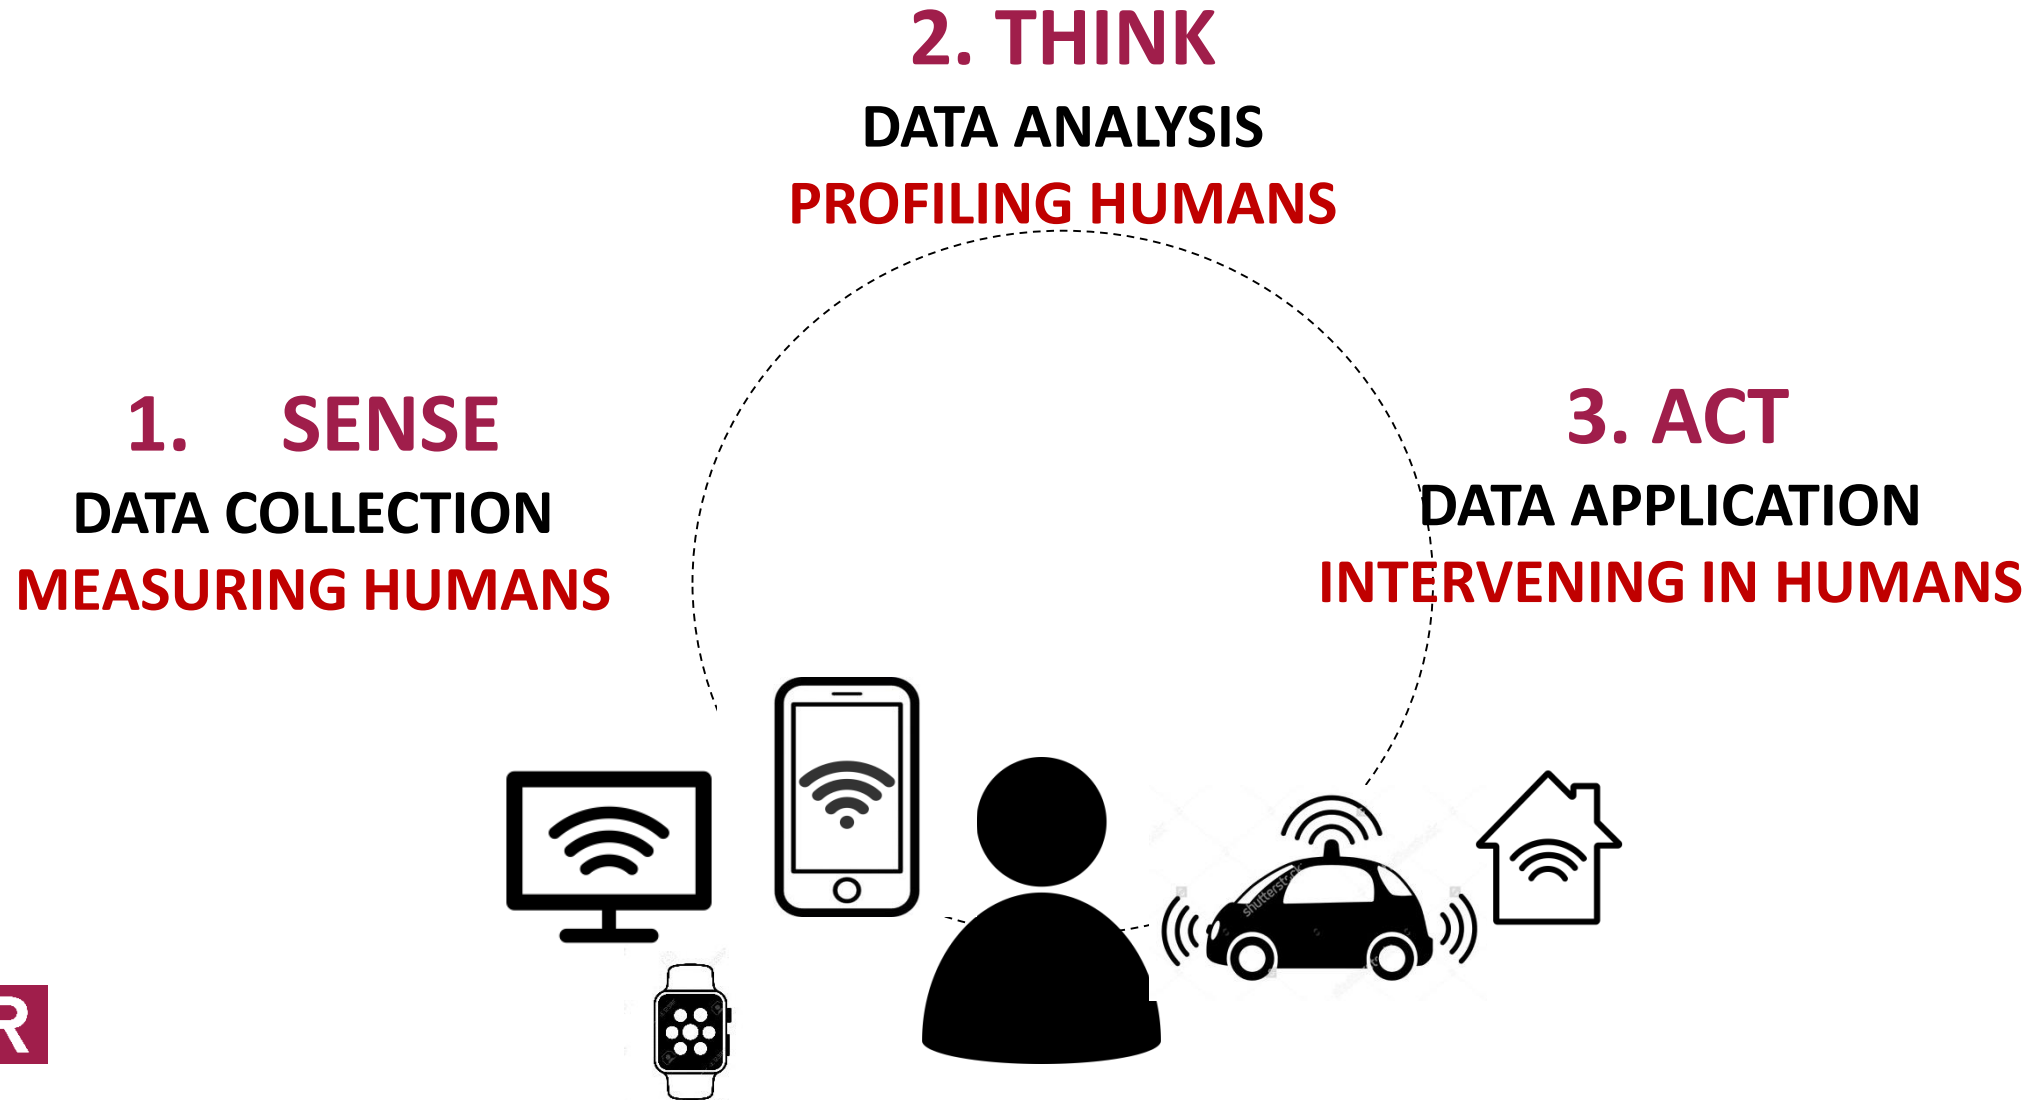 2. THINK
DATA ANALYSIS
PROFILING HUMANS
1. SENSE
DATA COLLECTION
MEASURING HUMANS
3. ACT
DATA APPLICATION
INTERVENING IN HUMANS
shutterstock
R